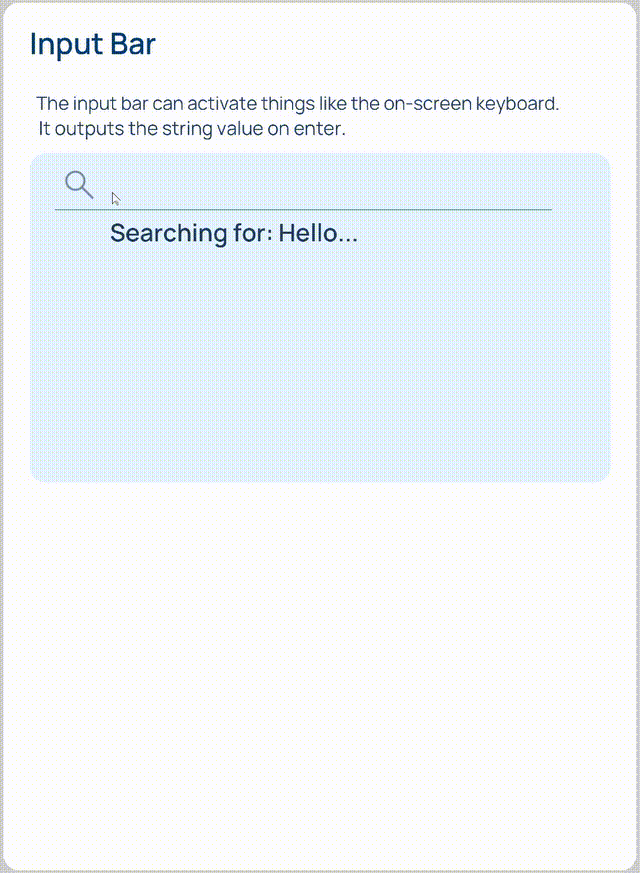 Input Bar
The input bar can activate things like the on-screen keyboard.
It outputs the string value on enter.
Searching for: Hello...